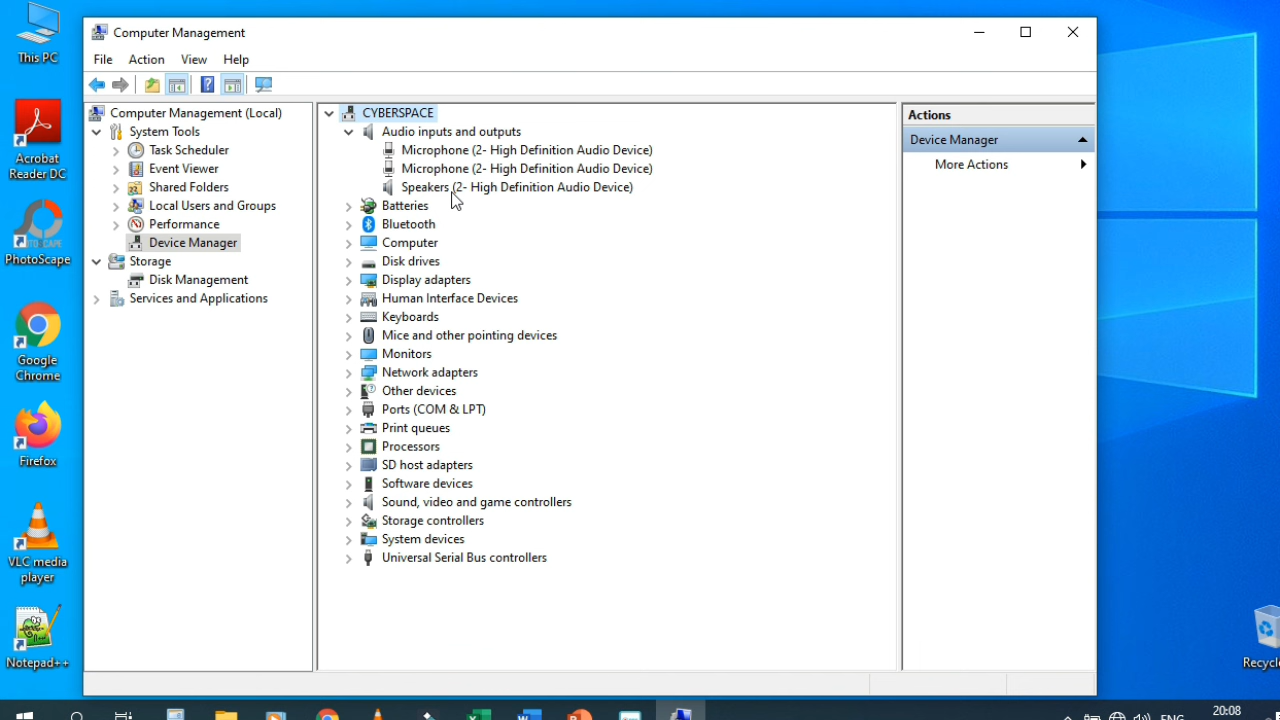 This PC
Acrobat
Reader DC
PhotoScape
Google
Chrome
Firefox
VLC media
player
Notepad++
Computer Management
File Action View Help
Computer Management (Local)
System Tools
Task Scheduler
Event Viewer
Shared Folders
Local Users and Groups
Performance
Device Manager
Storage
Disk Management
Services and Applications
CYBERSPACE
Audio inputs and outputs
Microphone (2- High Definition Audio Device)
Microphone (2- High Definition Audio Device)
Speakers (2- High Definition Audio Device)
Batteries
Bluetooth
Computer
Disk drives
Display adapters
Human Interface Devices
Keyboards
Mice and other pointing devices
Monitors
Network adapters
Other devices
Ports (COM & LPT)
Print queues
Processors
SD host adapters
Software devices
Sound, video and game controllers
Storage controllers
System devices
Universal Serial Bus controllers
Actions
Device Manager
More Actions
Recycl
ENG
20:08